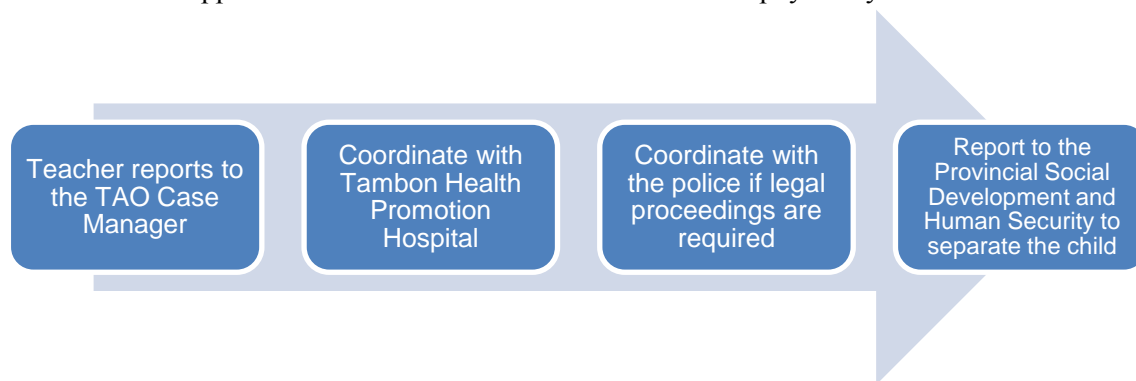 Teacher reports to
the TAO Case
Manager
Coordinate with
Tambon Health
Promotion
Hospital
Coordinate with
the police if legal
proceedings are
required
Report to the
Provincial Social
Development and
Human Security to
separate the child